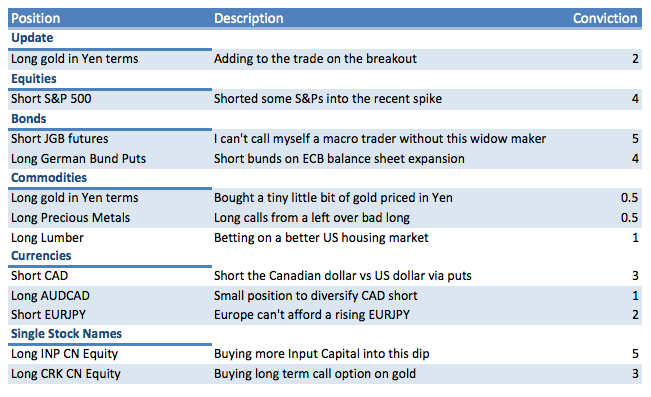 Position Description Conviction
Update
Long gold in Yen terms Adding to the trade on the breakout 2
Equities
Short S&P 500 Shorted some S&Ps into the recent spike 4
Bonds
Short JGB futures I can't call myself a macro trader without this widow maker 5
Long German Bund Puts Short bunds on ECB balance sheet expansion 4
Commodities
Long gold in Yen terms Bought a tiny little bit of gold priced in Yen 0.5
Long Precious Metals Long calls from a left over bad long 0.5
Long Lumber Betting on a better US housing market 1
Currencies
Short CAD Short the Canadian dollar vs US dollar via puts 3
Long AUDCAD Small position to diversify CAD short 1
Short EURJPY Europe can't afford a rising EURJPY 2
Single Stock Names
Long INP CN Equity Buying more Input Capital into this dip 5
Long CRK CN Equity Buying long term call option on gold 3